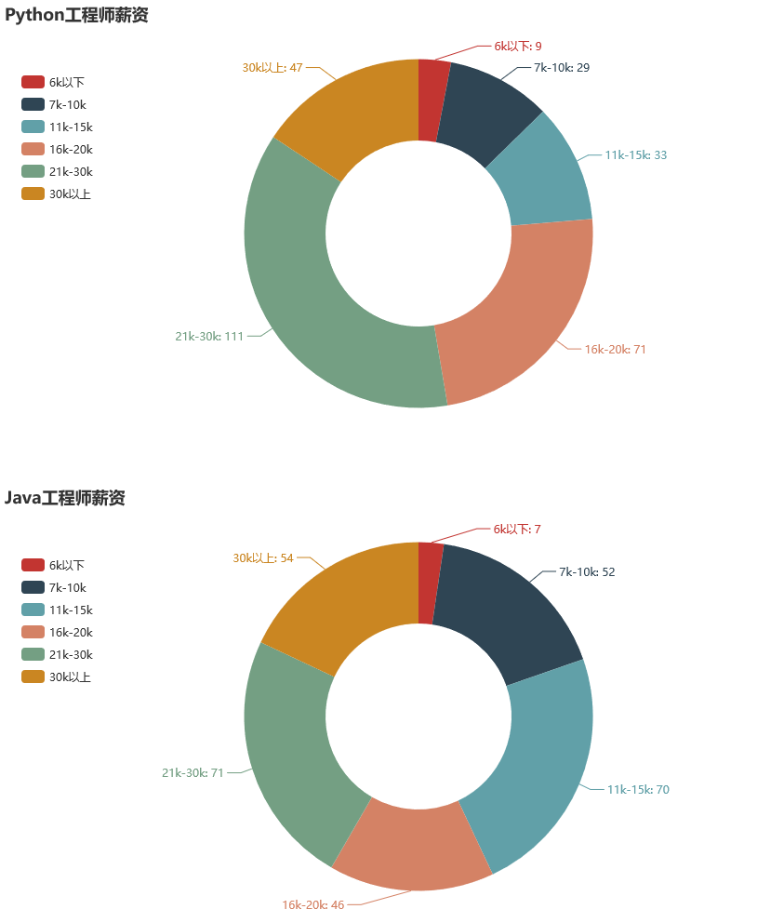 Python工程师薪资
6k以下
7k-10k
11k-15k
16k-20k
21k-30k
30k以上
6k以下: 9
7k-10k: 29
11k-15k: 33
16k-20k: 71
21k-30k: 111
30k以上: 47
Java工程师薪资
6k以下
7k-10k
11k-15k
16k-20k
21k-30k
30k以上
6k以下: 7
7k-10k: 52
11k-15k: 70
16k-20k: 46
21k-30k: 71
30k以上: 54